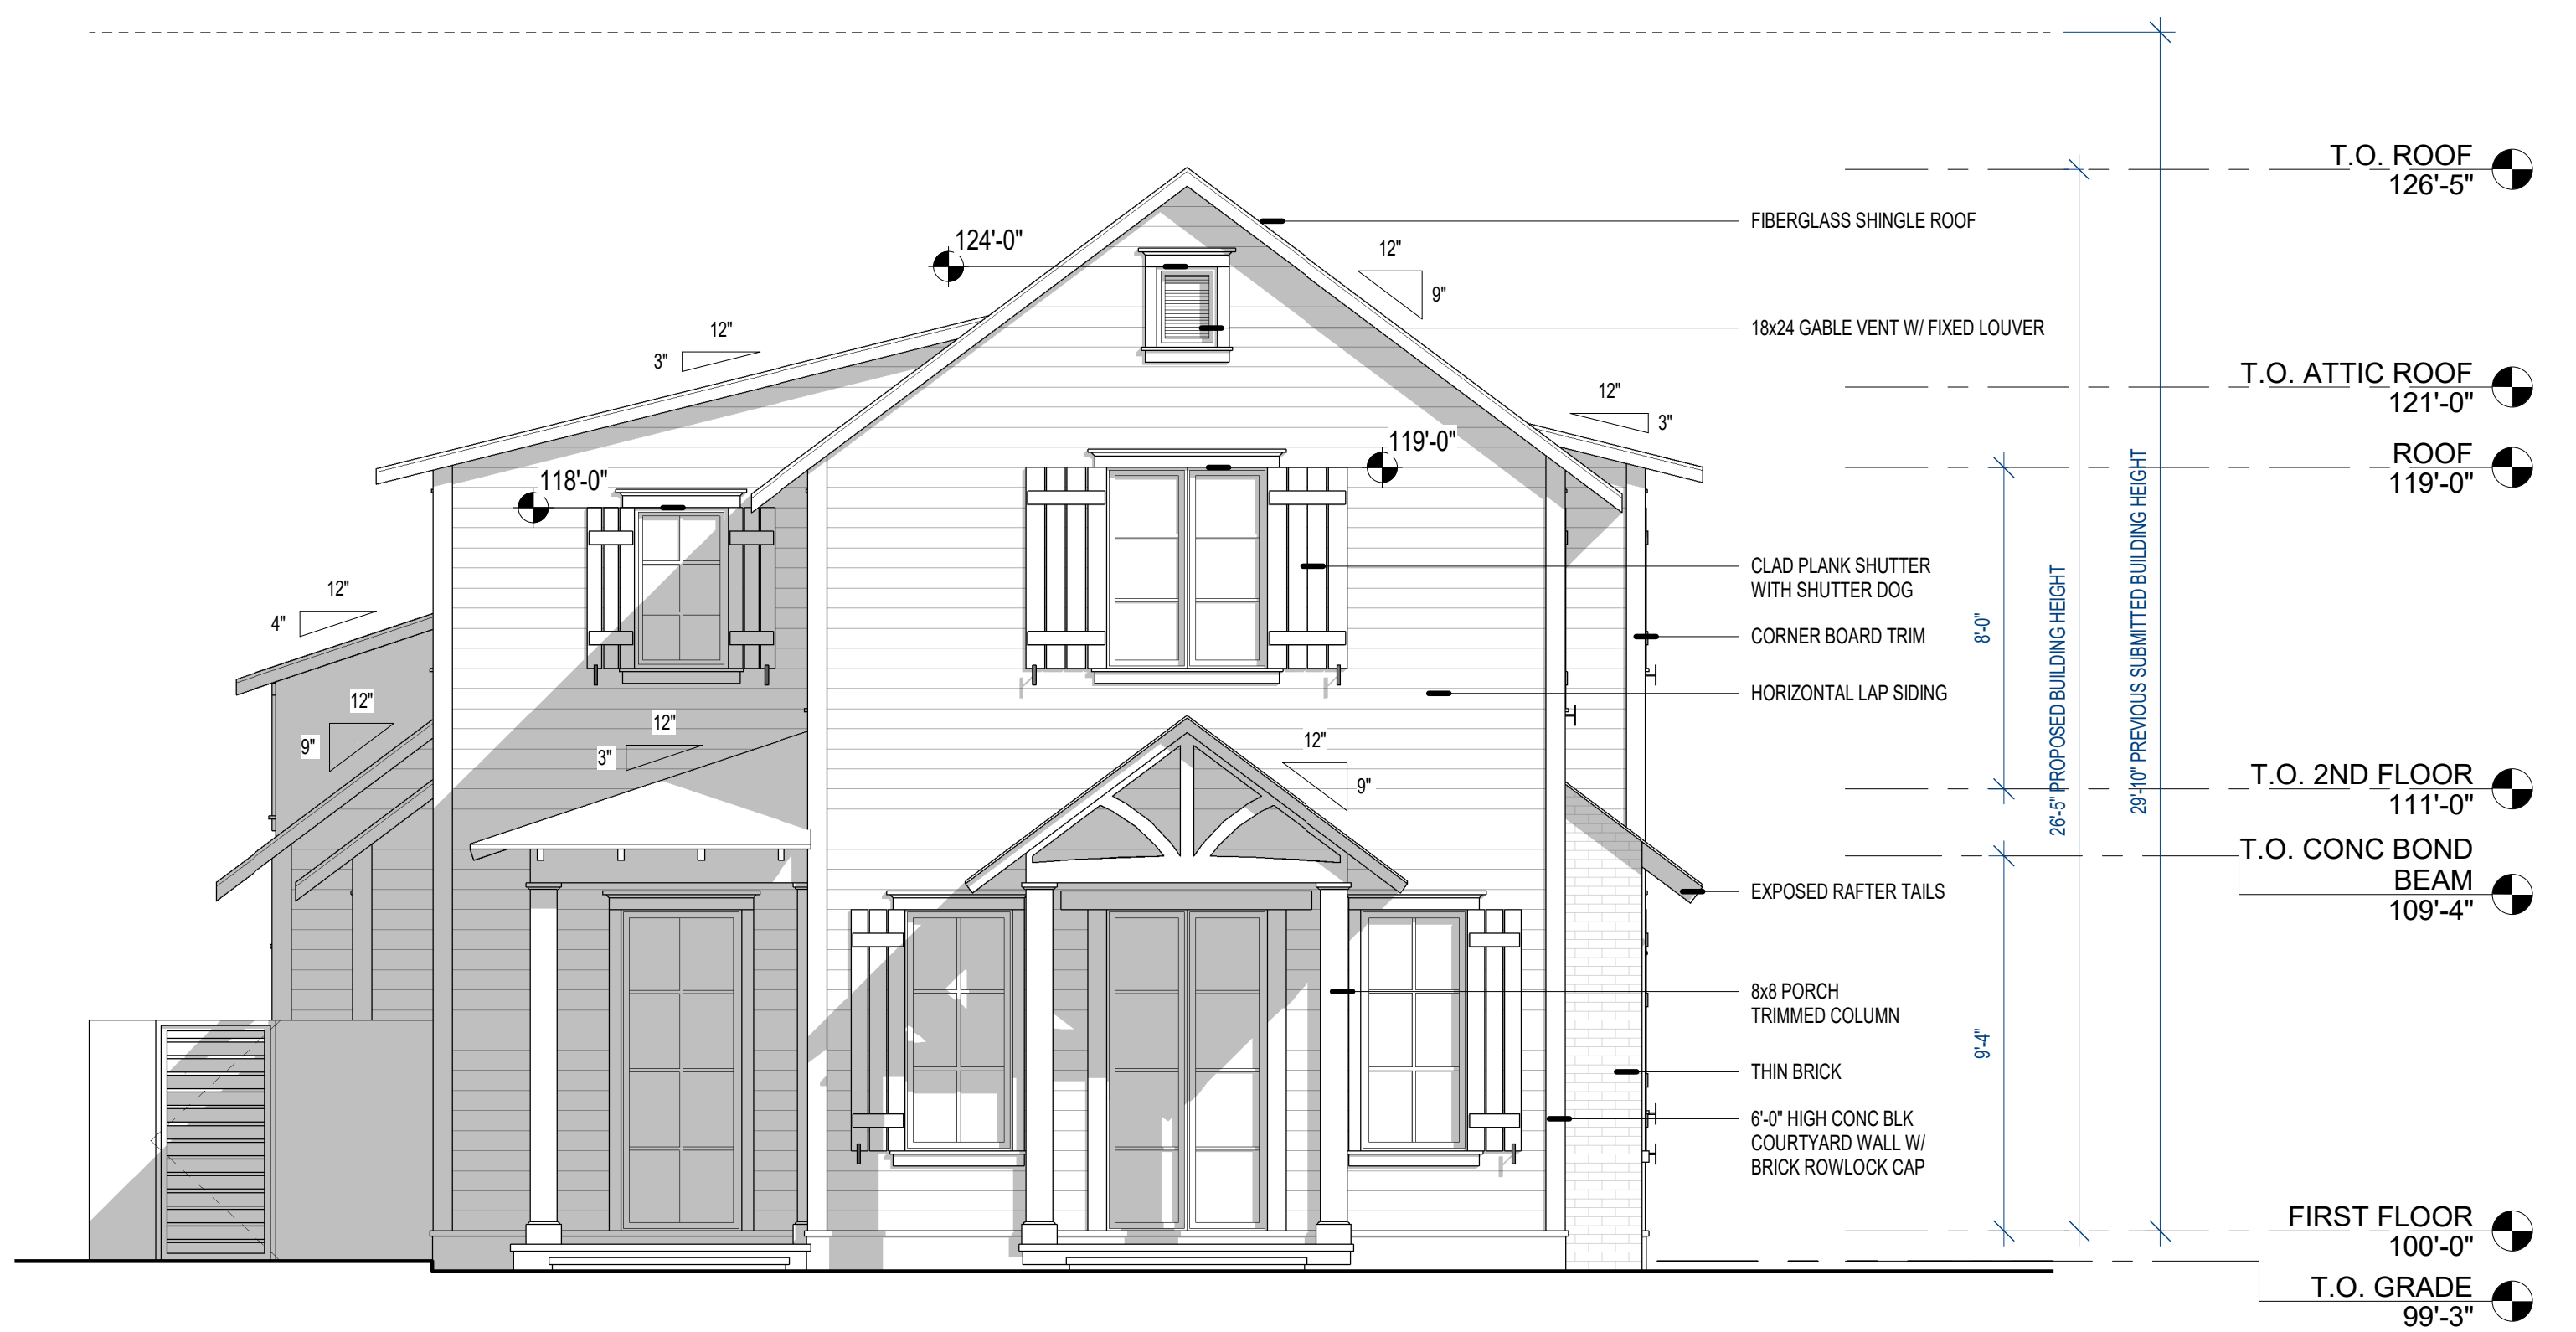 T.O. ROOF
126'-5"
FIBERGLASS SHINGLE ROOF
124'-0"
12"
9"
18x24 GABLE VENT W/ FIXED LOUVER
12"
3"
T.O. ATTIC ROOF
121'-0"
12"
3"
119'-0"
ROOF
119'-0"
118'-0"
CLAD PLANK SHUTTER
WITH SHUTTER DOG
12"
4"
CORNER BOARD TRIM
8'-0"
26'-5" PROPOSED BUILDING HEIGHT
29'-10" PREVIOUS SUBMITTED BUILDING HEIGHT
HORIZONTAL LAP SIDING
12"
9"
12"
3"
12"
9"
T.O. 2ND FLOOR
111'-0"
T.O. CONC BOND
BEAM
109'-4"
EXPOSED RAFTER TAILS
8x8 PORCH
TRIMMED COLUMN
9'-4"
THIN BRICK
6'-0" HIGH CONC BLK
COURTYARD WALL W/
BRICK ROWLOCK CAP
FIRST FLOOR
100'-0"
T.O. GRADE
99'-3"